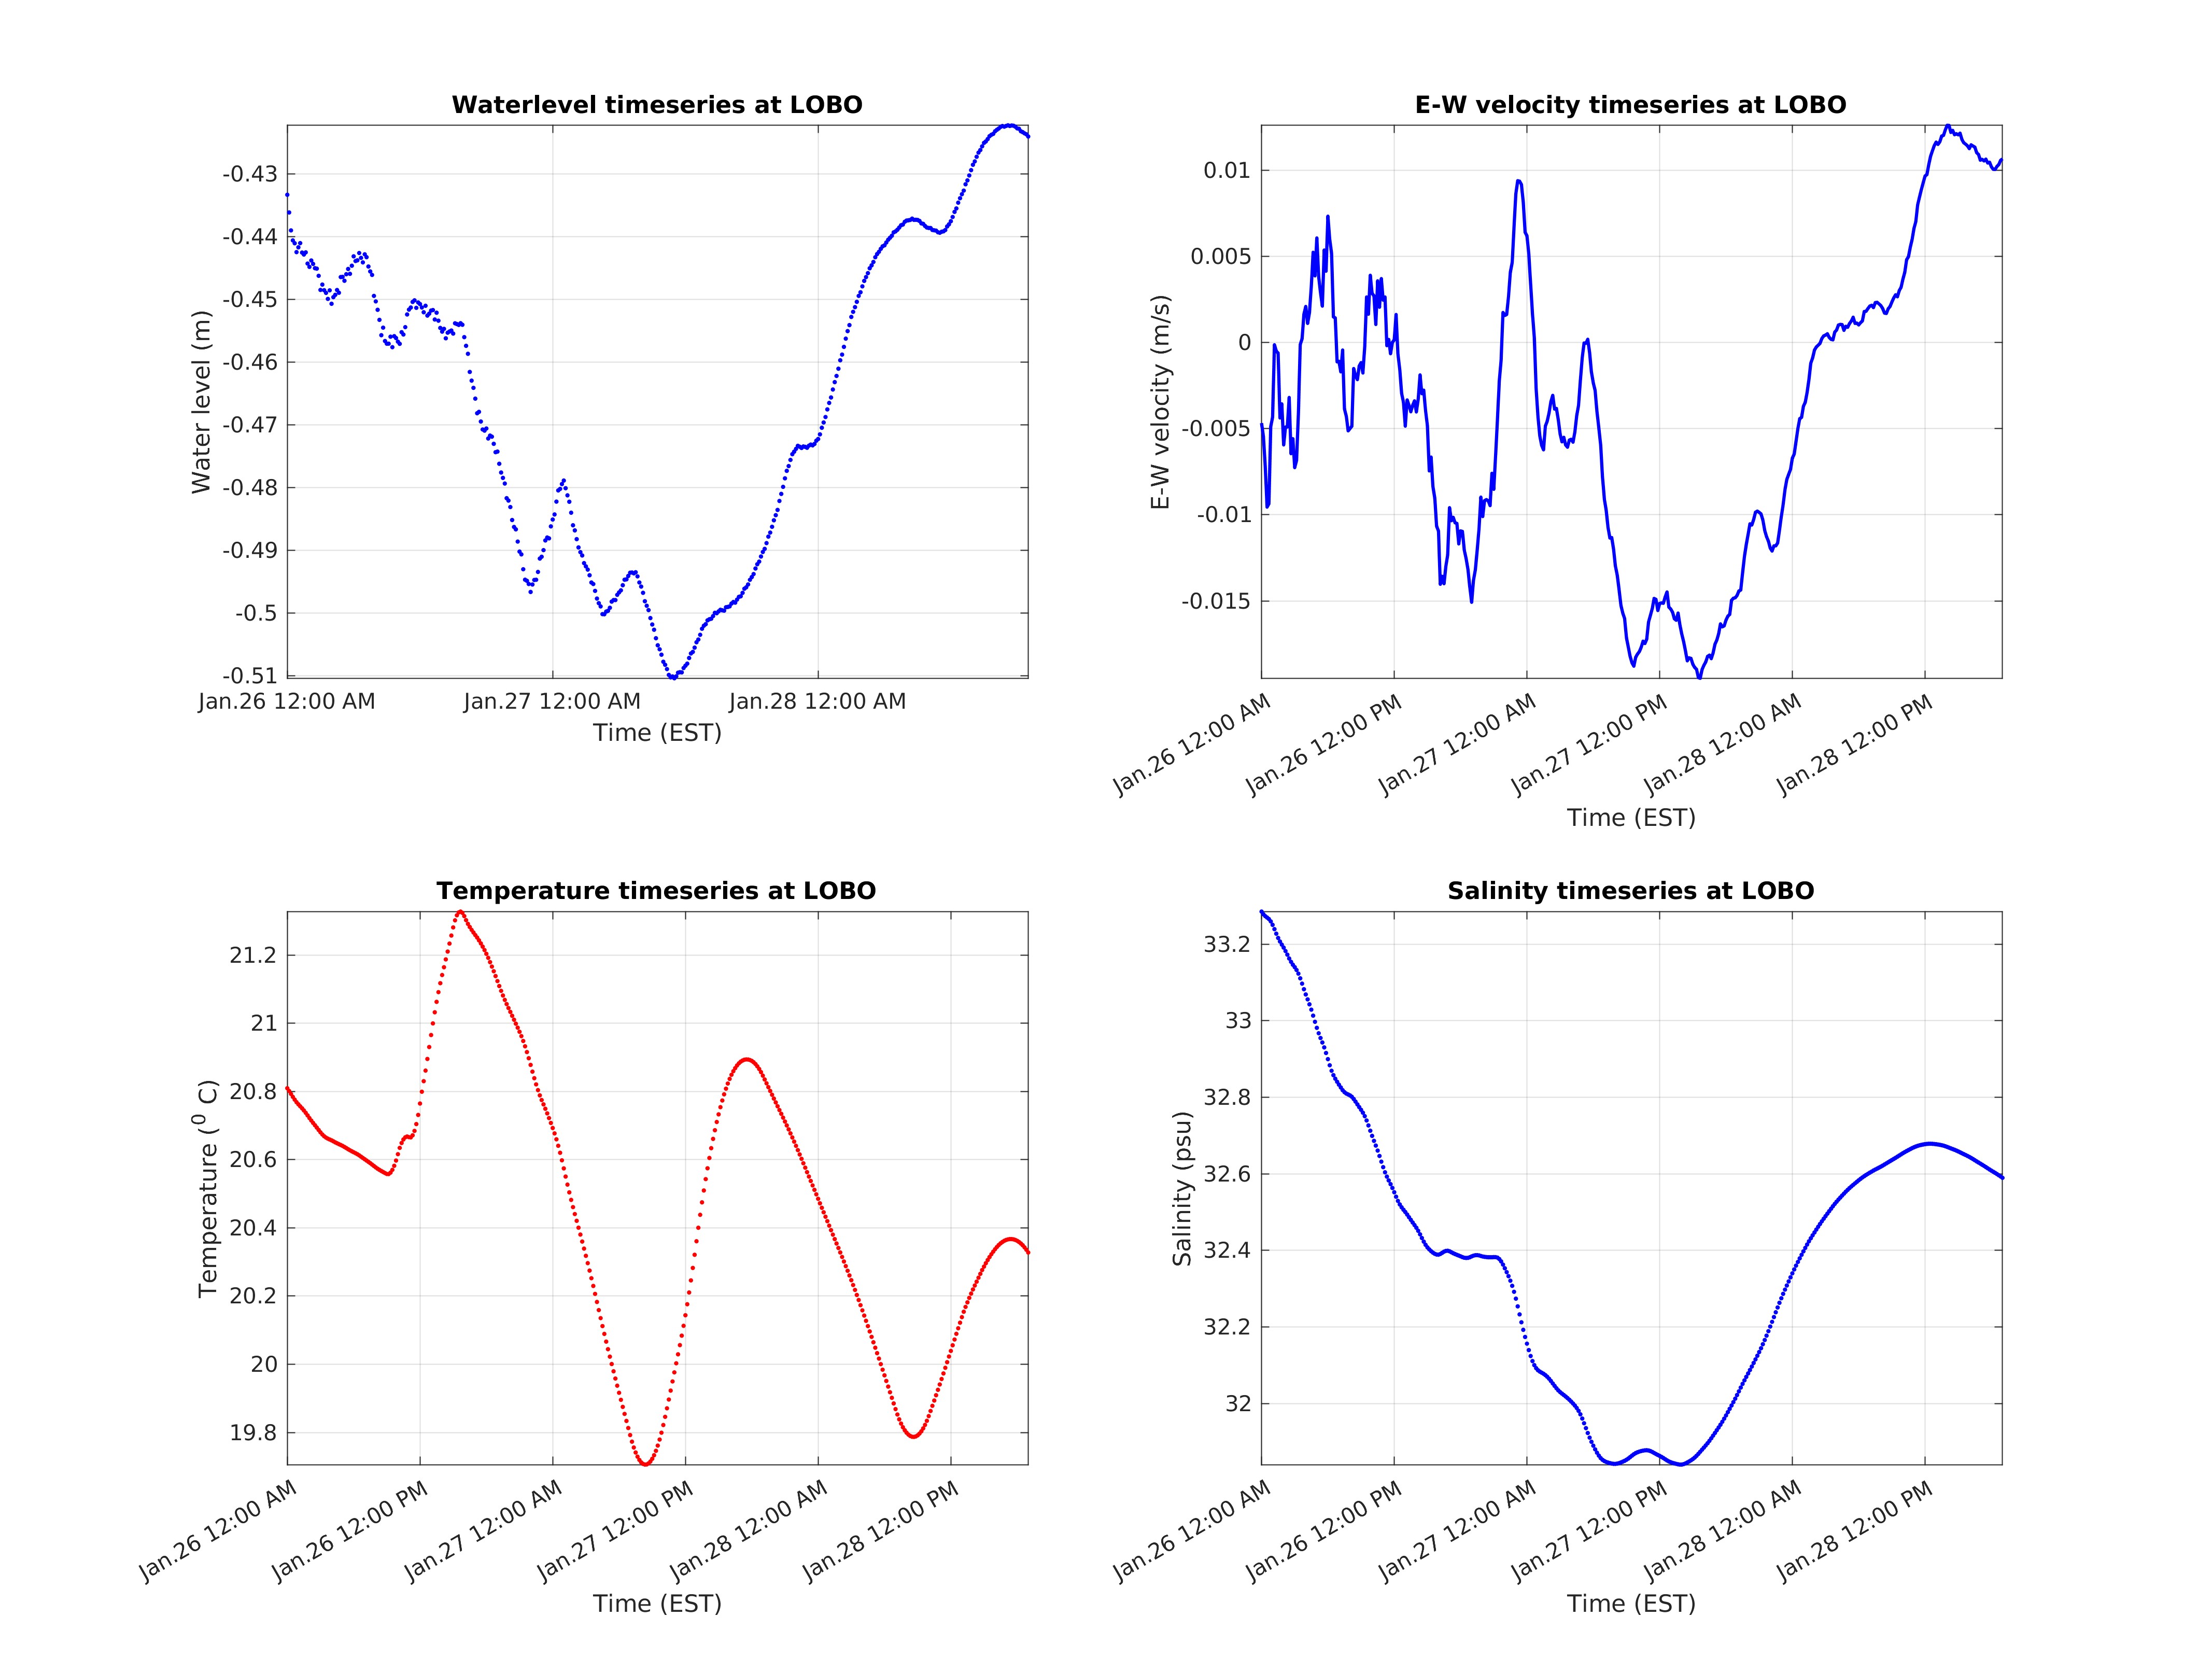 Waterlevel timeseries at LOBO
Water level (m)
-0.43
-0.44
-0.45
-0.46
-0.47
-0.48
-0.49
-0.5
-0.51
Jan.26 12:00 AM
Jan.27 12:00 AM
Jan.28 12:00 AM
Time (EST)
E-W velocity timeseries at LOBO
E-W velocity (m/s)
0.01
0.005
0
-0.005
-0.01
-0.015
Jan.26 12:00 AM
Jan.26 12:00 PM
Jan.27 12:00 AM
Jan.27 12:00 PM
Jan.28 12:00 AM
Jan.28 12:00 PM
Time (EST)
Temperature timeseries at LOBO
Temperature (⁰ C)
21.2
21
20.8
20.6
20.4
20.2
20
19.8
Jan.26 12:00 AM
Jan.26 12:00 PM
Jan.27 12:00 AM
Jan.27 12:00 PM
Jan.28 12:00 AM
Jan.28 12:00 PM
Time (EST)
Salinity timeseries at LOBO
Salinity (psu)
33.2
33
32.8
32.6
32.4
32.2
32
Jan.26 12:00 AM
Jan.26 12:00 PM
Jan.27 12:00 AM
Jan.27 12:00 PM
Jan.28 12:00 AM
Jan.28 12:00 PM
Time (EST)